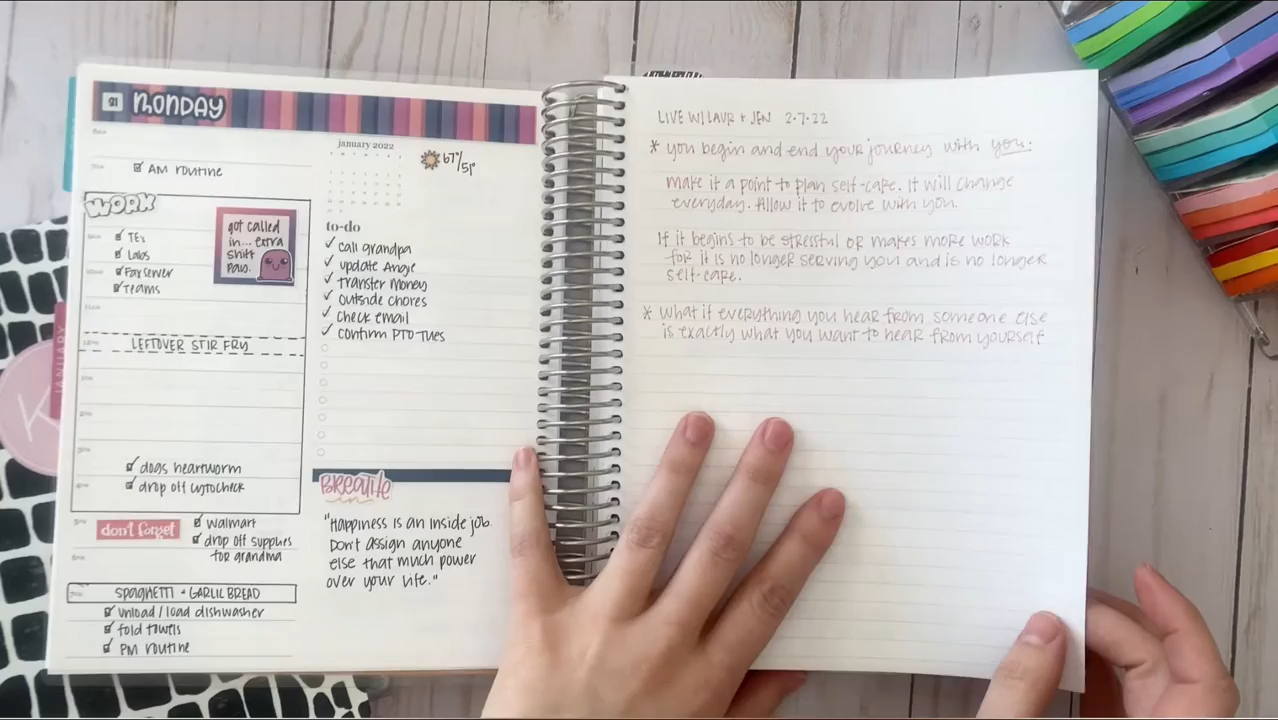 31 MONDAY
january 2022
67°/51°
AM routine
WORK
TE's
Labs
Teams
got called
in... extra
shift
to-do
call grandpa
update Ange
transfer money
outside chores
check email
confirm PTO Tues
LEFTOVER STIR FRY
dogs heartworm
drop off
don't forget
walmart
drop off supplies
for grandma
SPAGHETTI + GARLIC BREAD
unload / load dishwasher
fold towels
PM routine
BREATHE
in
"Happiness is an inside job.
Don't assign anyone
else that much power
over your life."
JANUARY
K
LIVE W/ LAUR + JEN 2.7.22
* you begin and end your journey with you.
make it a point to plan self-care. It will change
everyday. Allow it to evolve with you.
If it begins to be stressful or makes more work
for it is no longer serving you and is no longer
self-care.
* what if everything you hear from someone else
is exactly what you want to hear from yourself